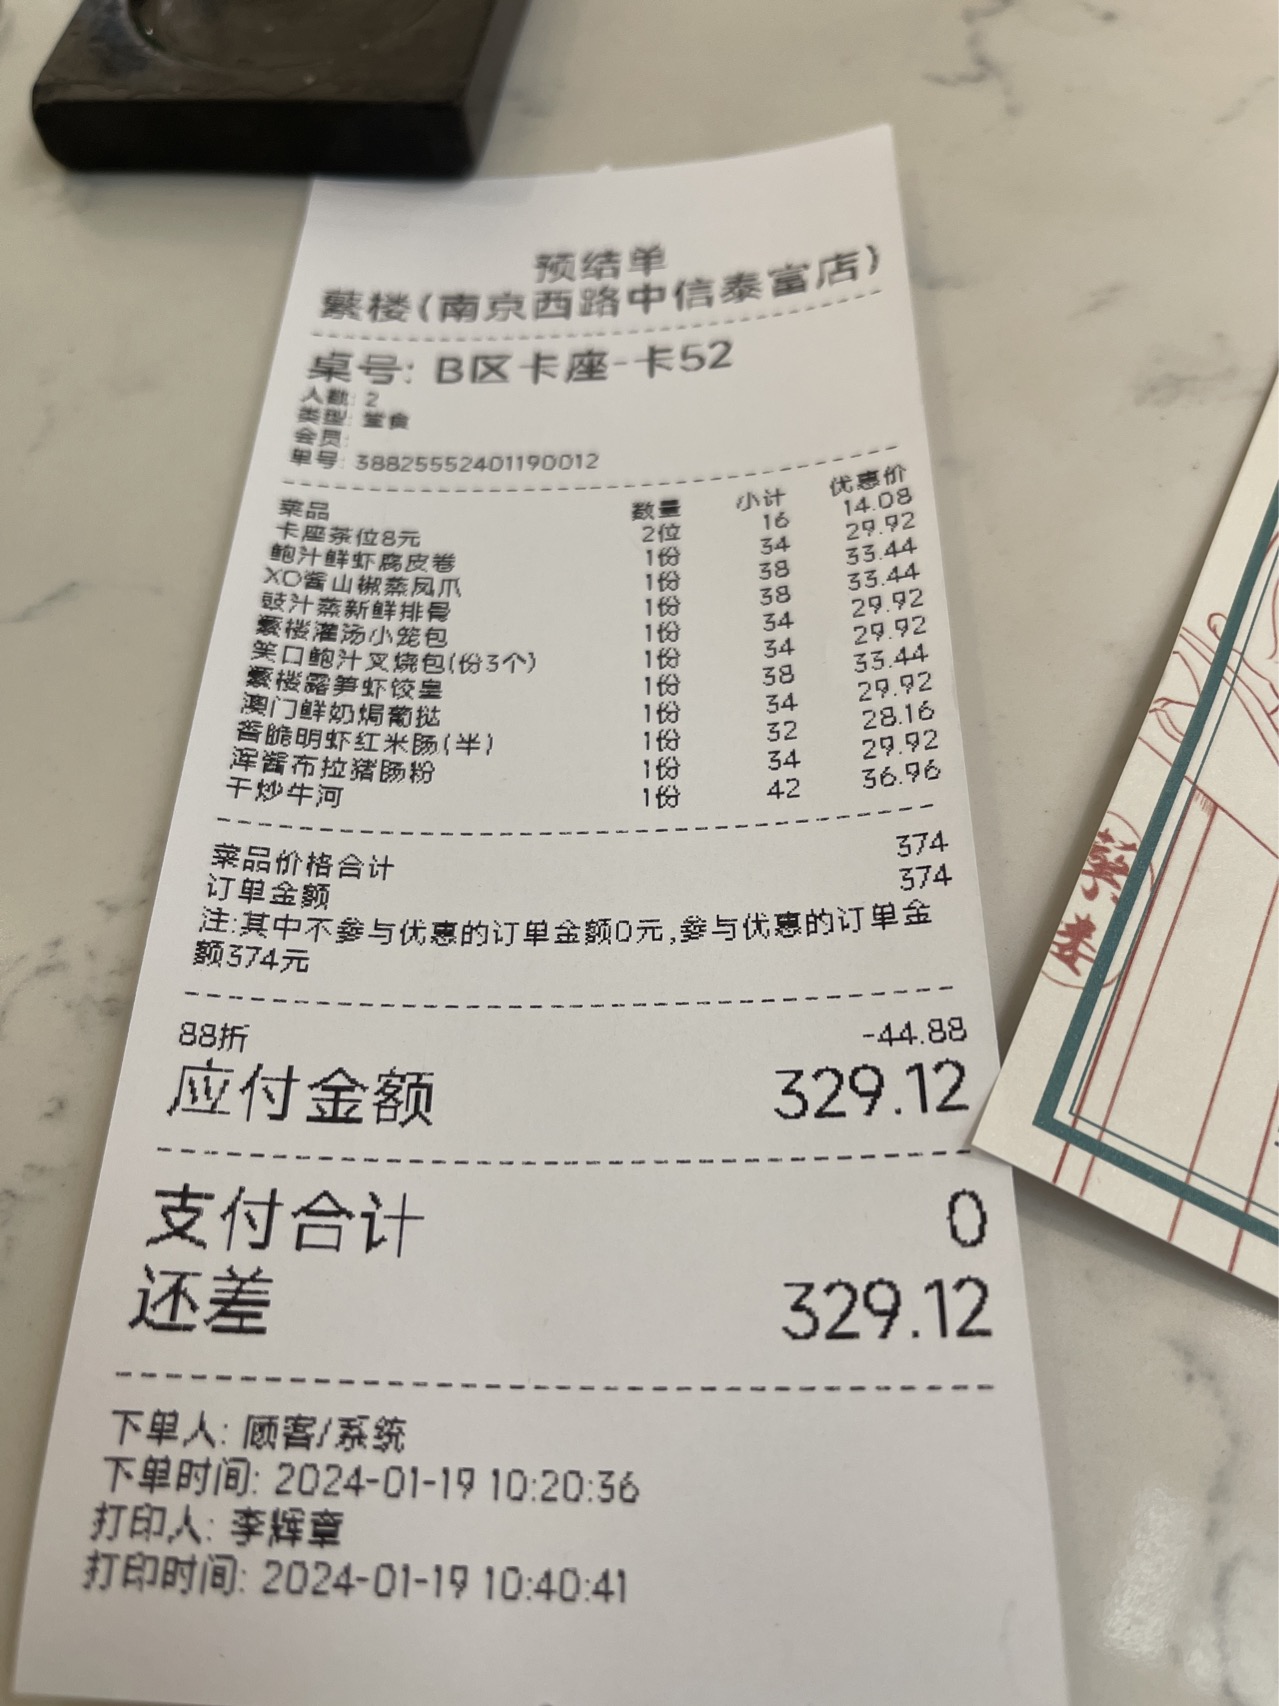 预结单
蘩楼(南京西路中信泰富店)
桌号: B区卡座-卡52
人数: 2
类型: 堂食
会员:
单号: 388255552401190012
菜品 数量 小计 优惠价
卡座茶位8元 2位 16 14.08
鲍汁鲜虾腐皮卷 1份 34 29.92
XO酱山椒蒸凤爪 1份 38 33.44
豉汁蒸新鲜排骨 1份 38 33.44
蘩楼灌汤小笼包 1份 34 29.92
笑口鲍汁叉烧包(份3个) 1份 34 29.92
蘩楼露笋虾饺皇 1份 38 33.44
澳门鲜奶焗葡挞 1份 34 29.92
香脆明虾红米肠(半) 1份 32 28.16
浑酱布拉猪肠粉 1份 34 29.92
干炒牛河 1份 42 36.96
菜品价格合计 374
订单金额 374
注:其中不参与优惠的订单金额0元,参与优惠的订单金
额374元
88折 -44.88
应付金额 329.12
支付合计 0
还差 329.12
下单人: 顾客/系统
下单时间: 2024-01-19 10:20:36
打印人: 李辉章
打印时间: 2024-01-19 10:40:41